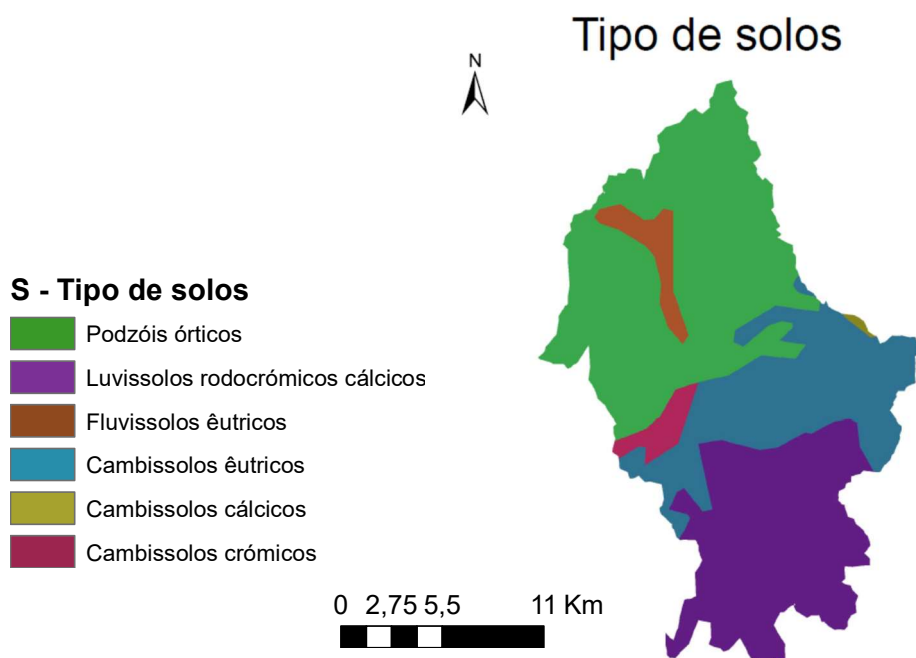 Tipo de solos
N
S - Tipo de solos
Podzóis órticos
Luvissolos rodocrómicos cálcicos
Fluvissolos êutricos
Cambissolos êutricos
Cambissolos cálcicos
Cambissolos crómicos
0 2,75 5,5 11 Km